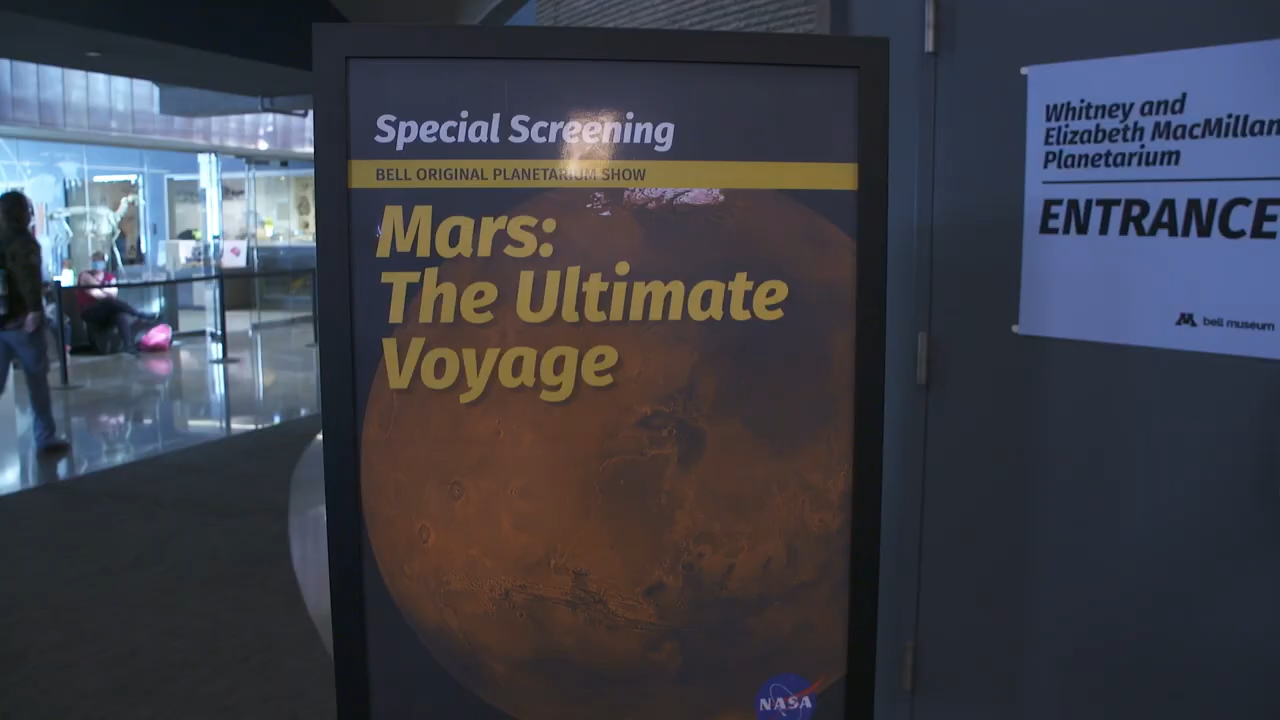 Special Screening
BELL ORIGINAL PLANETARIUM SHOW
Mars:
The Ultimate
Voyage
NASA
Whitney and
Elizabeth MacMillan
Planetarium
ENTRANCE
bell museum